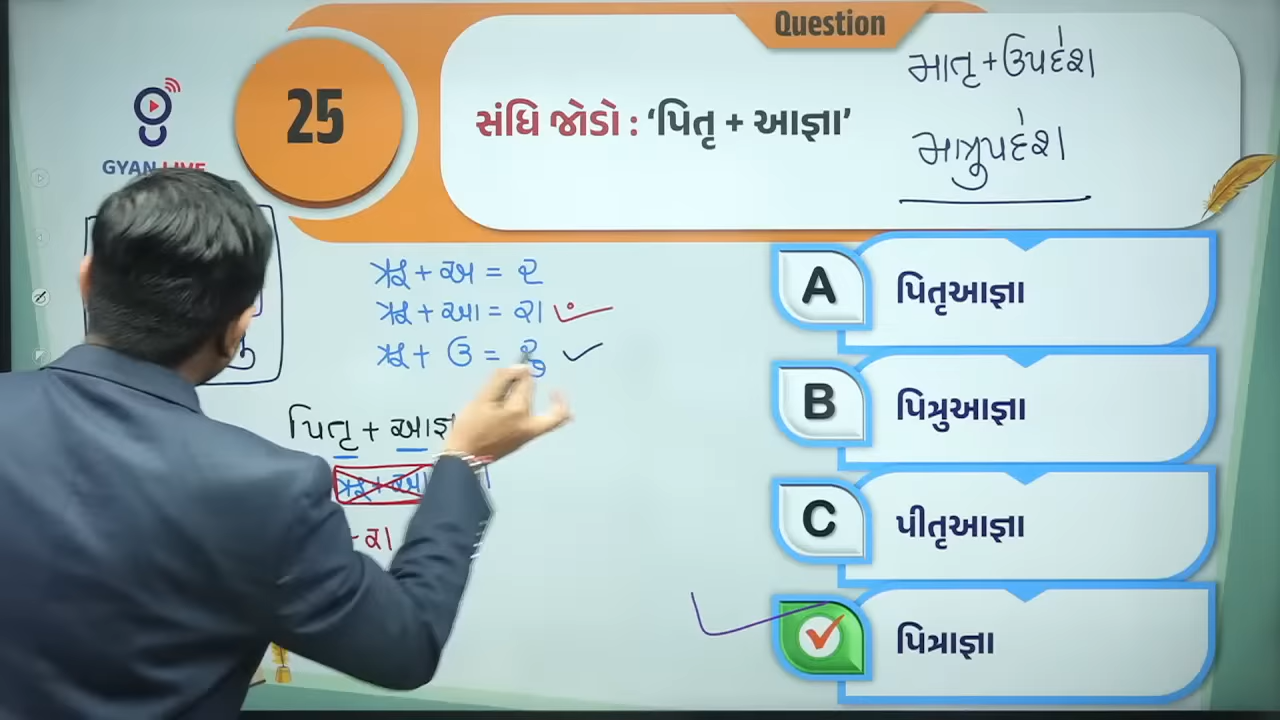 Question
25
GYAN LIVE
સંધિ જોડો : ‘પિતૃ + આજ્ઞા’
માતૃ+ઉપદેશ
માત્રુપદેશ
ઋ + અ = ર
ઋ + આ = રા
ઋ + ઉ = રુ
પિતૃ + આજ્ઞ
ઋ + આ
રા
A પિતૃઆજ્ઞા
B પિત્રુઆજ્ઞા
C પીતૃઆજ્ઞા
પિત્રાજ્ઞા